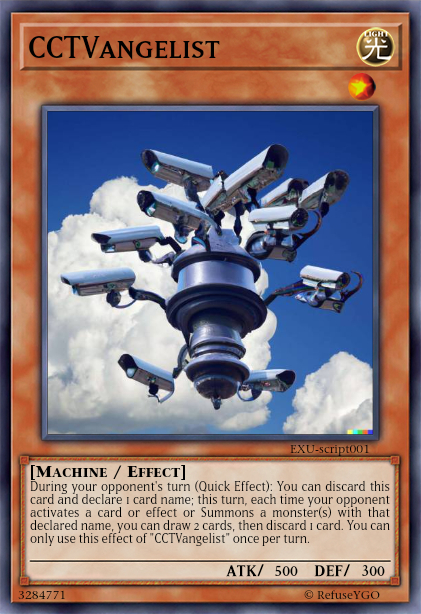 CCTVangelist
LIGHT
光
EXU-script001
[Machine / Effect]
During your opponent's turn (Quick Effect): You can discard this
card and declare 1 card name; this turn, each time your opponent
activates a card or effect or Summons a monster(s) with that
declared name, you can draw 2 cards, then discard 1 card. You can
only use this effect of "CCTVangelist" once per turn.
ATK/ 500 DEF/ 300
3284771 © RefuseYGO